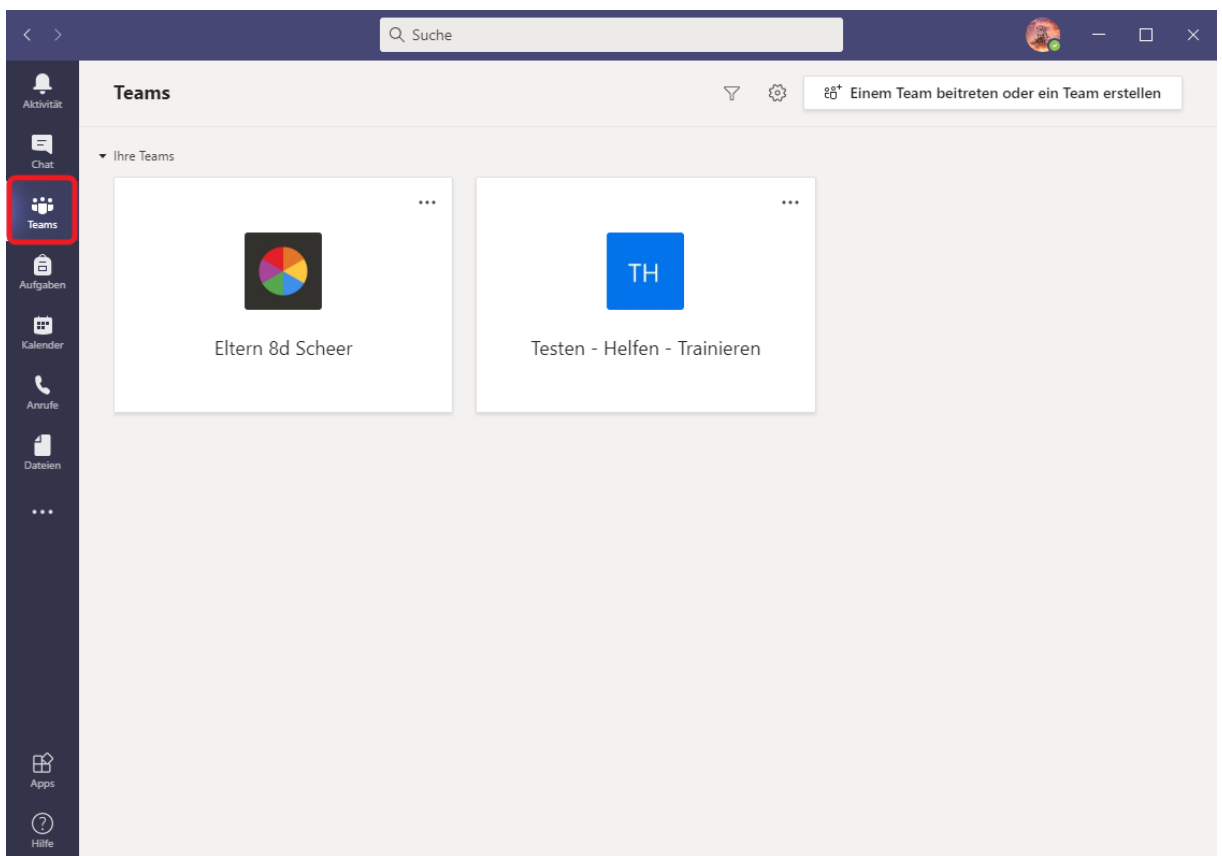 Suche
Aktivität
Chat
Teams
Aufgaben
Kalender
Anrufe
Dateien
Apps
Hilfe
Teams
Einem Team beitreten oder ein Team erstellen
Ihre Teams
Eltern 8d Scheer
TH
Testen - Helfen - Trainieren